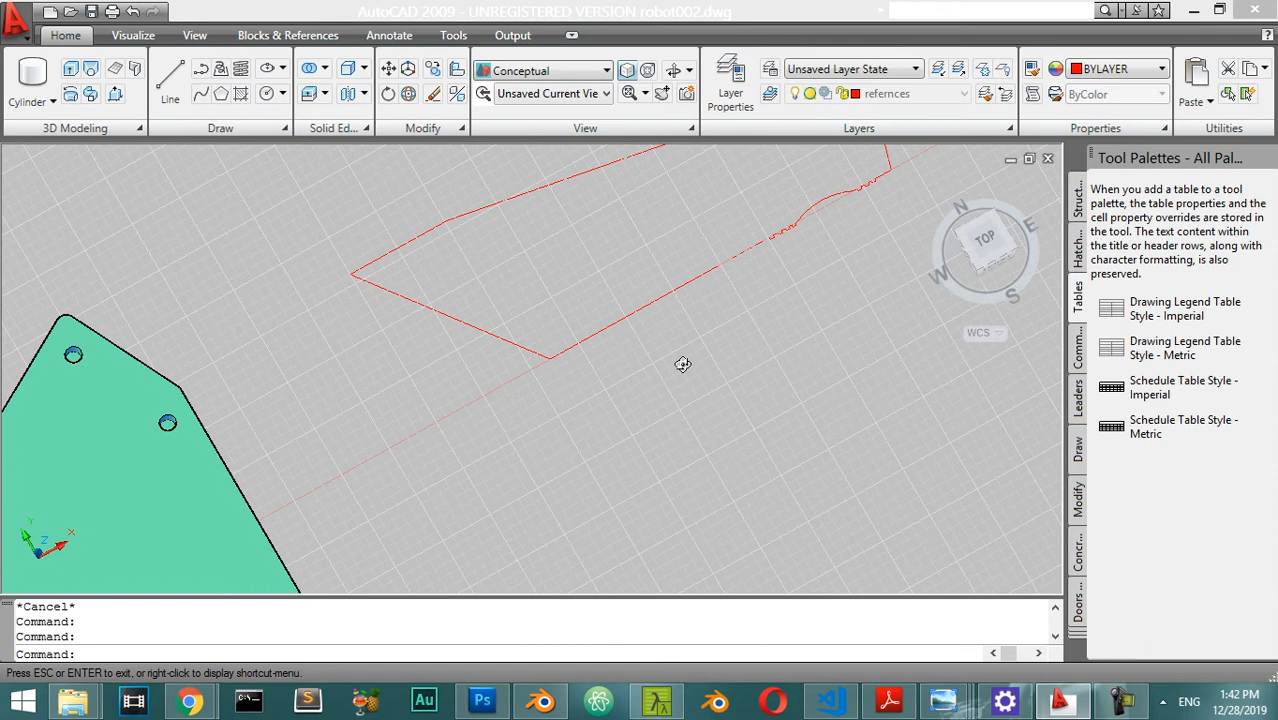 AutoCAD 2009 - UNREGISTERED VERSION robot002.dwg
Home Visualize View Blocks & References Annotate Tools Output
Cylinder Line Conceptual Unsaved Current Vie Layer Properties Unsaved Layer State refernces BYLAYER ByColor Paste
3D Modeling Draw Solid Ed... Modify View Layers Properties Utilities
Tool Palettes - All Pal...
When you add a table to a tool
palette, the table properties and the
cell property overrides are stored in
the tool. The text content within
the title or header rows, along with
character formatting, is also
preserved.
Drawing Legend Table
Style - Imperial
Drawing Legend Table
Style - Metric
Schedule Table Style -
Imperial
Schedule Table Style -
Metric
Struct...
Hatch...
Tables
Comm...
Leaders
Draw
Modify
Concr...
Doors ...
N
E
TOP
W
S
WCS
Y
X
Z
*Cancel*
Command:
Command:
Command:
Press ESC or ENTER to exit, or right-click to display shortcut-menu.
Au Ps λ ENG
1:42 PM
12/28/2019